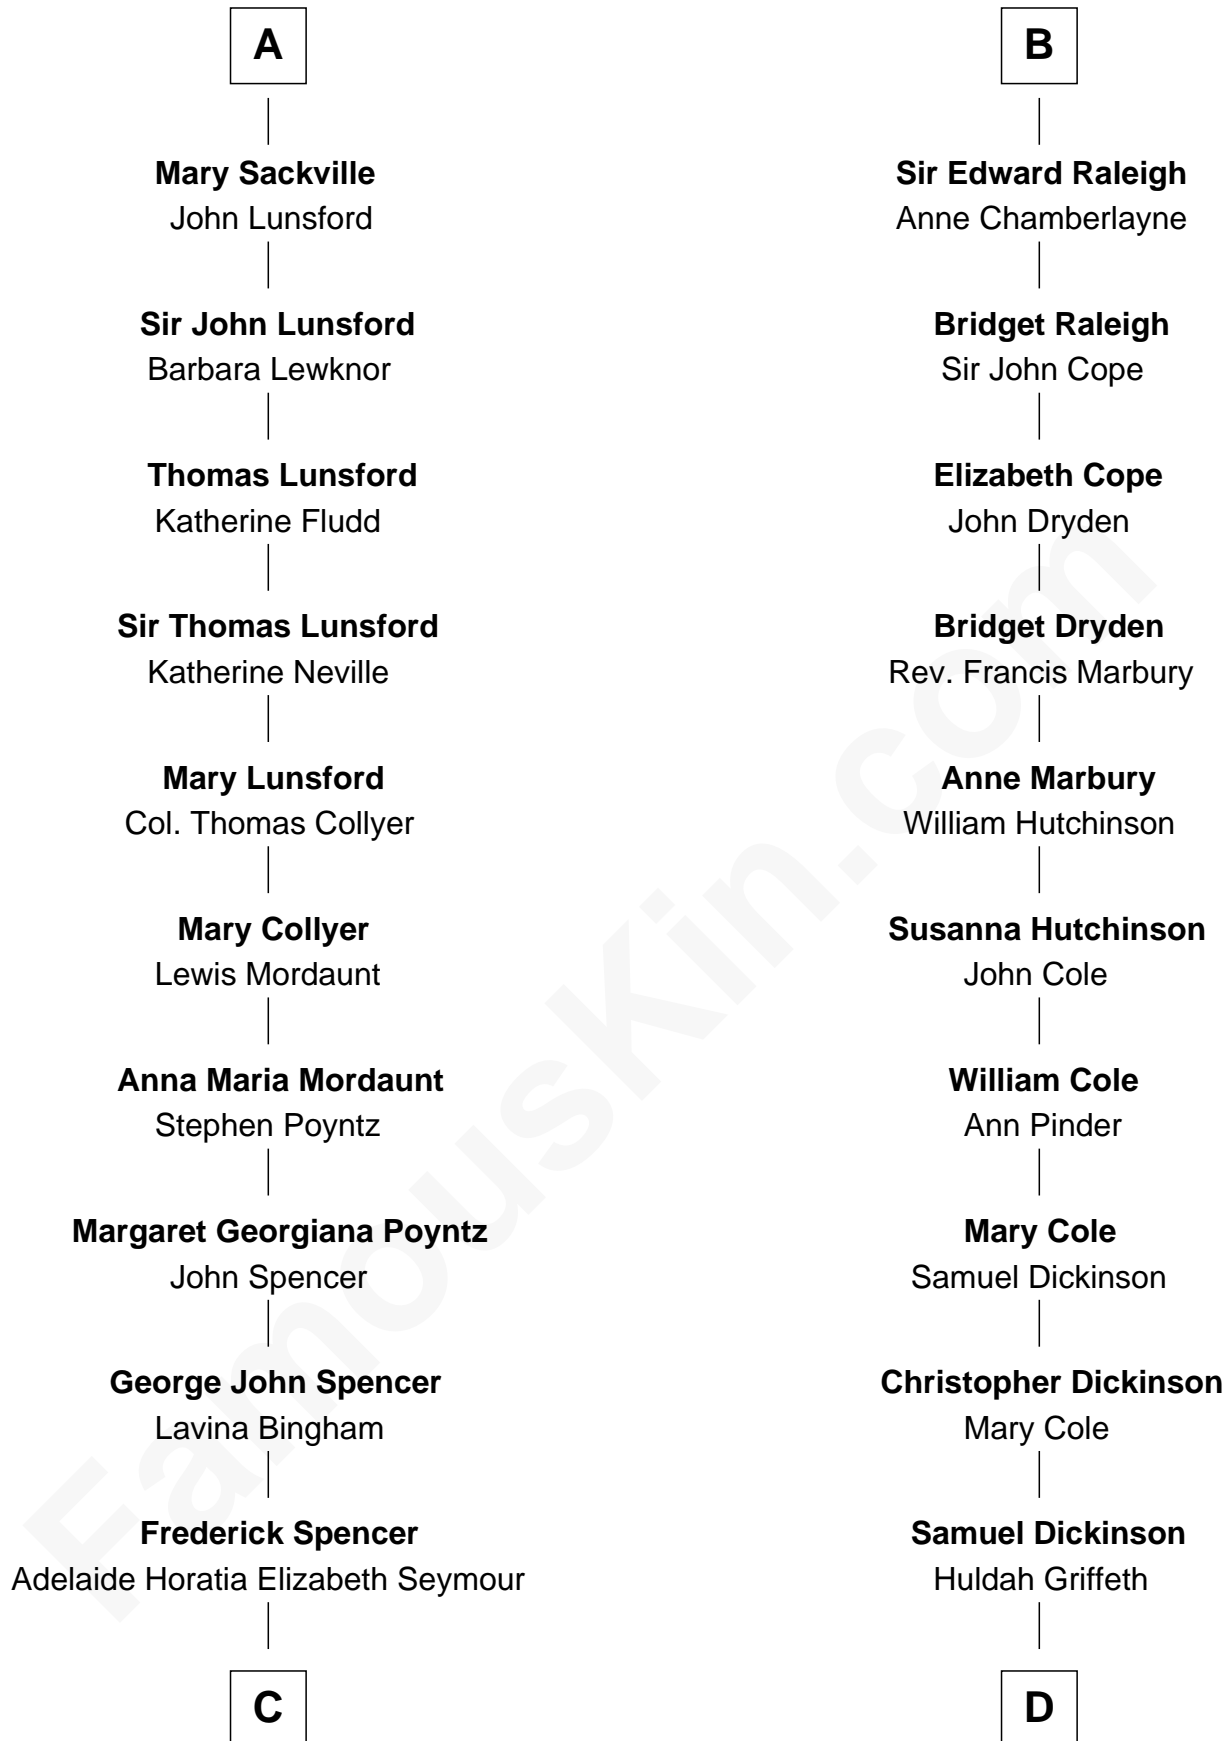 A
Mary Sackville
John Lunsford
Sir John Lunsford
Barbara Lewknor
Thomas Lunsford
Katherine Fludd
Sir Thomas Lunsford
Katherine Neville
Mary Lunsford
Col. Thomas Collyer
Mary Collyer
Lewis Mordaunt
Anna Maria Mordaunt
Stephen Poyntz
Margaret Georgiana Poyntz
John Spencer
George John Spencer
Lavina Bingham
Frederick Spencer
Adelaide Horatia Elizabeth Seymour
C
B
Sir Edward Raleigh
Anne Chamberlayne
Bridget Raleigh
Sir John Cope
Elizabeth Cope
John Dryden
Bridget Dryden
Rev. Francis Marbury
Anne Marbury
William Hutchinson
Susanna Hutchinson
John Cole
William Cole
Ann Pinder
Mary Cole
Samuel Dickinson
Christopher Dickinson
Mary Cole
Samuel Dickinson
Huldah Griffeth
D
FamousKin.com